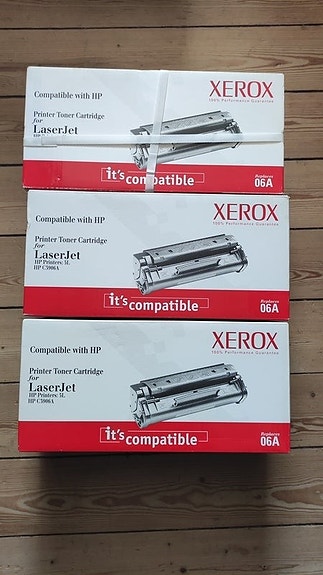 Compatible with HP
XEROX
100% Performance Guarantee
Printer Toner Cartridge
for
LaserJet
it's compatible
Replaces
06A
Compatible with HP
XEROX
100% Performance Guarantee
Printer Toner Cartridge
for
LaserJet
HP Printers: 5L
HP C3906A
it's compatible
Replaces
06A
Compatible with HP
XEROX
100% Performance Guarantee
Printer Toner Cartridge
for
LaserJet
HP Printers: 5L
HP C3906A
it's compatible
Replaces
06A